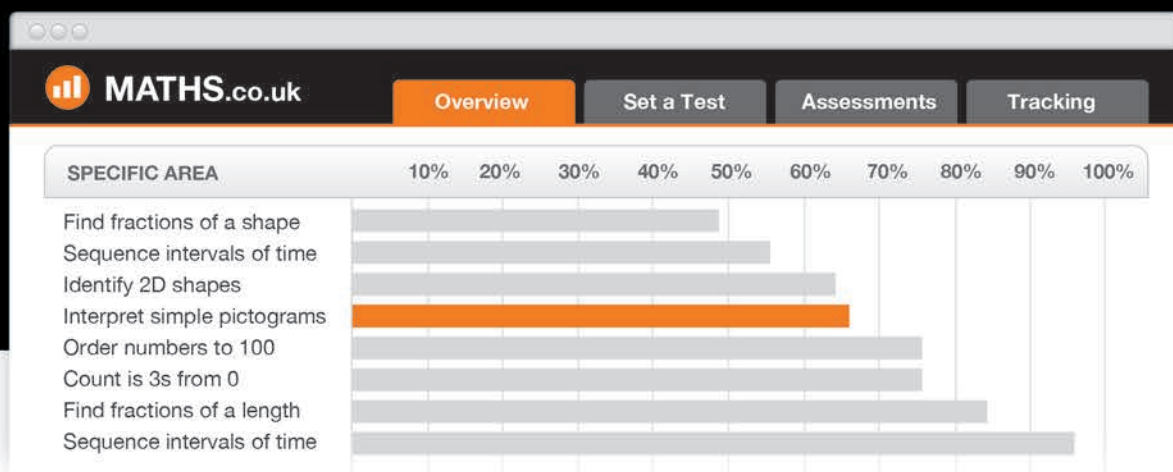 MATHS.co.uk
Overview Set a Test Assessments Tracking
SPECIFIC AREA 10% 20% 30% 40% 50% 60% 70% 80% 90% 100%
Find fractions of a shape
Sequence intervals of time
Identify 2D shapes
Interpret simple pictograms
Order numbers to 100
Count is 3s from 0
Find fractions of a length
Sequence intervals of time